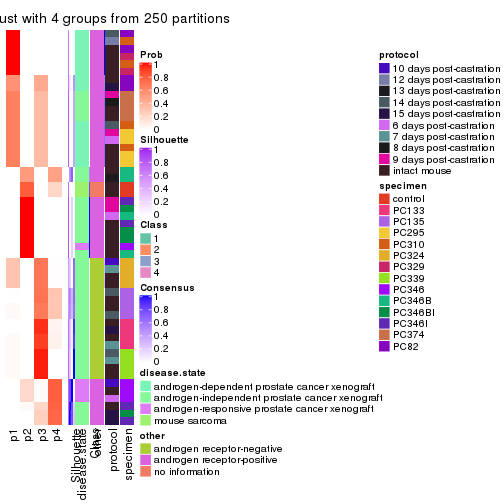 ust with 4 groups from 250 partitions
Prob
1
0.8
0.6
0.4
0.2
0
Silhouette
1
0.8
0.6
0.4
0.2
0
Class
1
2
3
4
Consensus
1
0.8
0.6
0.4
0.2
0
disease.state
androgen-dependent prostate cancer xenograft
androgen-independent prostate cancer xenograft
androgen-responsive prostate cancer xenograft
mouse sarcoma
other
androgen receptor-negative
androgen receptor-positive
no information
protocol
10 days post-castration
12 days post-castration
13 days post-castration
14 days post-castration
15 days post-castration
6 days post-castration
7 days post-castration
8 days post-castration
9 days post-castration
intact mouse
specimen
control
PC133
PC135
PC295
PC310
PC324
PC329
PC339
PC346
PC346B
PC346BI
PC346I
PC374
PC82
p1
p2
p3
p4
Silhouette
disease.state
Class
other
protocol
specimen